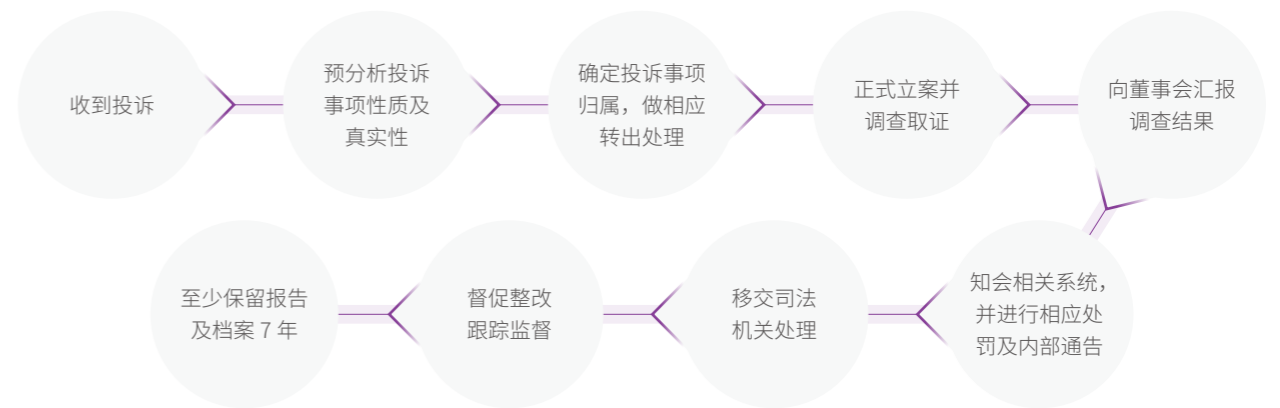 收到投诉
预分析投诉
事项性质及
真实性
确定投诉事项
归属，做相应
转出处理
正式立案并
调查取证
向董事会汇报
调查结果
知会相关系统，
并进行相应处
罚及内部通告
移交司法
机关处理
督促整改
跟踪监督
至少保留报告
及档案 7 年